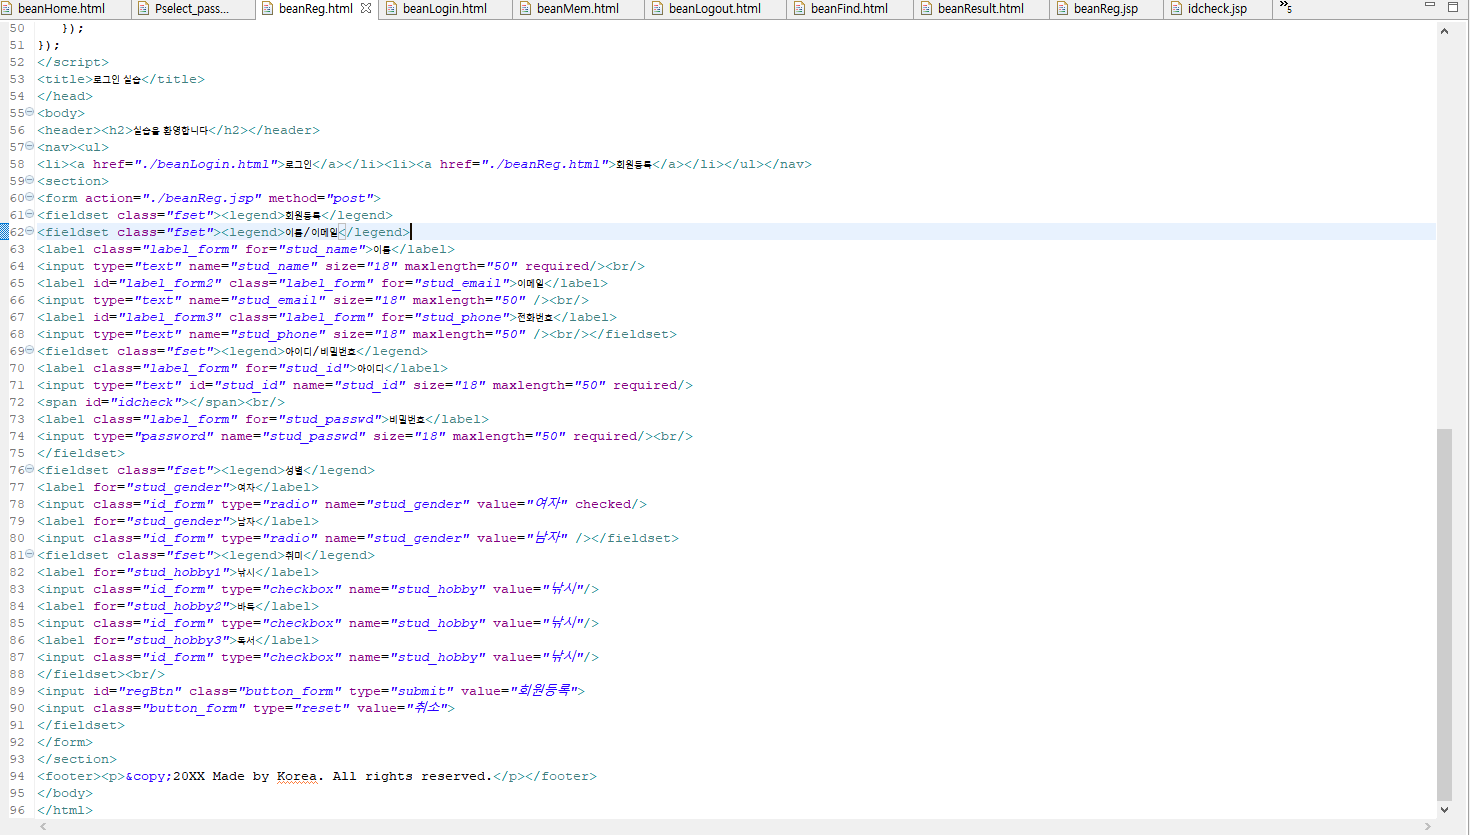 beanHome.html Pselect_pass... beanReg.html beanLogin.html beanMem.html beanLogout.html beanFind.html beanResult.html beanReg.jsp idcheck.jsp »5
50 });
51 });
52 </script>
53 <title>로그인 실습</title>
54 </head>
55 <body>
56 <header><h2>실습을 환영합니다</h2></header>
57 <nav><ul>
58 <li><a href="./beanLogin.html">로그인</a></li><li><a href="./beanReg.html">회원등록</a></li></ul></nav>
59 <section>
60 <form action="./beanReg.jsp" method="post">
61 <fieldset class="fset"><legend>회원등록</legend>
62 <fieldset class="fset"><legend>이름/이메일</legend>
63 <label class="label_form" for="stud_name">이름</label>
64 <input type="text" name="stud_name" size="18" maxlength="50" required/><br/>
65 <label id="label_form2" class="label_form" for="stud_email">이메일</label>
66 <input type="text" name="stud_email" size="18" maxlength="50" /><br/>
67 <label id="label_form3" class="label_form" for="stud_phone">전화번호</label>
68 <input type="text" name="stud_phone" size="18" maxlength="50" /><br/></fieldset>
69 <fieldset class="fset"><legend>아이디/비밀번호</legend>
70 <label class="label_form" for="stud_id">아이디</label>
71 <input type="text" id="stud_id" name="stud_id" size="18" maxlength="50" required/>
72 <span id="idcheck"></span><br/>
73 <label class="label_form" for="stud_passwd">비밀번호</label>
74 <input type="password" name="stud_passwd" size="18" maxlength="50" required/><br/>
75 </fieldset>
76 <fieldset class="fset"><legend>성별</legend>
77 <label for="stud_gender">여자</label>
78 <input class="id_form" type="radio" name="stud_gender" value="여자" checked/>
79 <label for="stud_gender">남자</label>
80 <input class="id_form" type="radio" name="stud_gender" value="남자" /></fieldset>
81 <fieldset class="fset"><legend>취미</legend>
82 <label for="stud_hobby1">낚시</label>
83 <input class="id_form" type="checkbox" name="stud_hobby" value="낚시"/>
84 <label for="stud_hobby2">바둑</label>
85 <input class="id_form" type="checkbox" name="stud_hobby" value="낚시"/>
86 <label for="stud_hobby3">독서</label>
87 <input class="id_form" type="checkbox" name="stud_hobby" value="낚시"/>
88 </fieldset><br/>
89 <input id="regBtn" class="button_form" type="submit" value="회원등록">
90 <input class="button_form" type="reset" value="취소">
91 </fieldset>
92 </form>
93 </section>
94 <footer><p>&copy;20XX Made by Korea. All rights reserved.</p></footer>
95 </body>
96 </html>